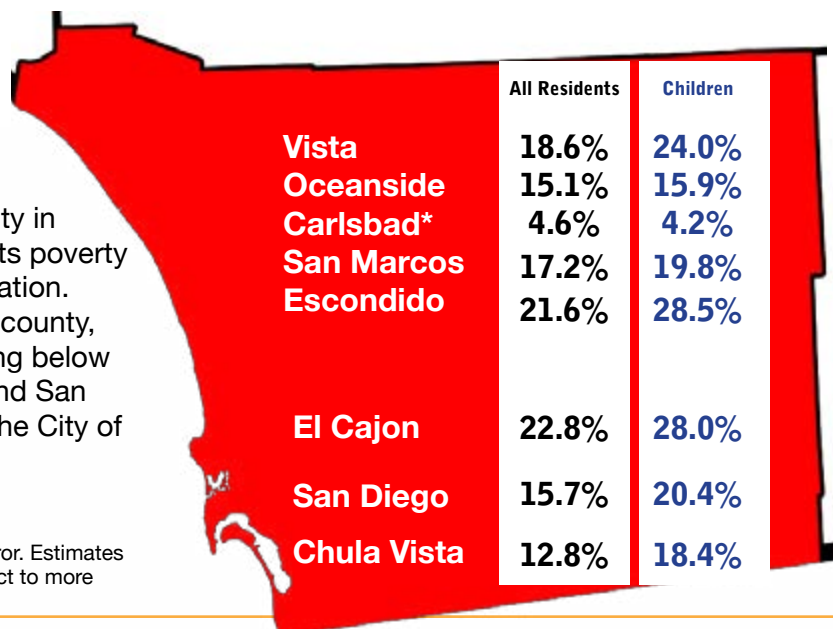 All Residents Children
Vista 18.6% 24.0%
Oceanside 15.1% 15.9%
Carlsbad* 4.6% 4.2%
San Marcos 17.2% 19.8%
Escondido 21.6% 28.5%
El Cajon 22.8% 28.0%
San Diego 15.7% 20.4%
Chula Vista 12.8% 18.4%
ty in
ts poverty
ation.
county,
ng below
nd San
he City of
ror. Estimates
ct to more